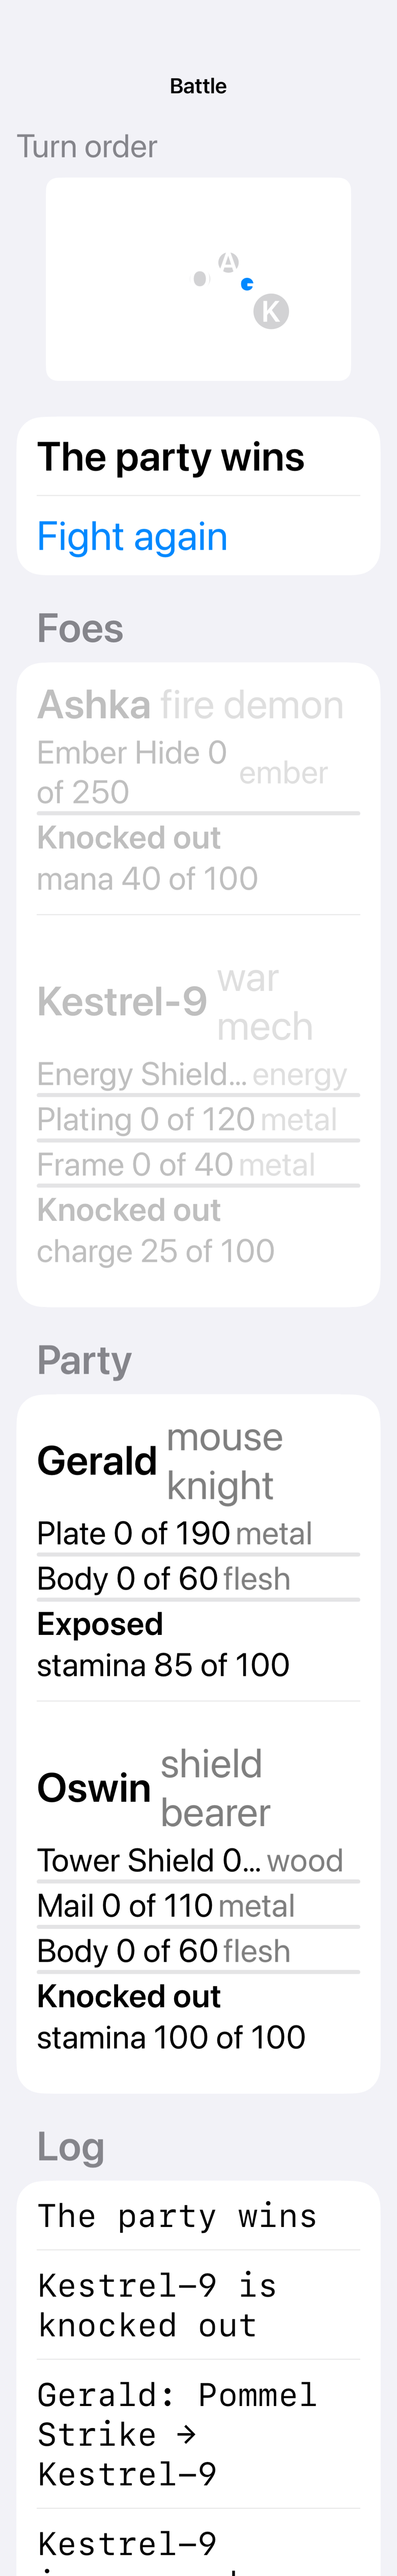 Battle
Turn order
A
K
The party wins
Fight again
Foes
Ashka fire demon
Ember Hide 0
of 250
ember
Knocked out
mana 40 of 100
Kestrel-9 war
mech
Energy Shield... energy
Plating 0 of 120 metal
Frame 0 of 40 metal
Knocked out
charge 25 of 100
Party
Gerald mouse
knight
Plate 0 of 190 metal
Body 0 of 60 flesh
Exposed
stamina 85 of 100
Oswin shield
bearer
Tower Shield 0... wood
Mail 0 of 110 metal
Body 0 of 60 flesh
Knocked out
stamina 100 of 100
Log
The party wins
Kestrel-9 is
knocked out
Gerald: Pommel
Strike →
Kestrel-9
Kestrel-9